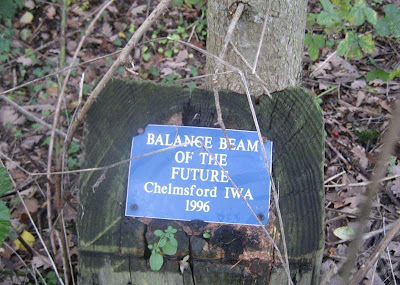 BALANCE BEAM
OF THE
FUTURE
Chelmsford IWA
1996